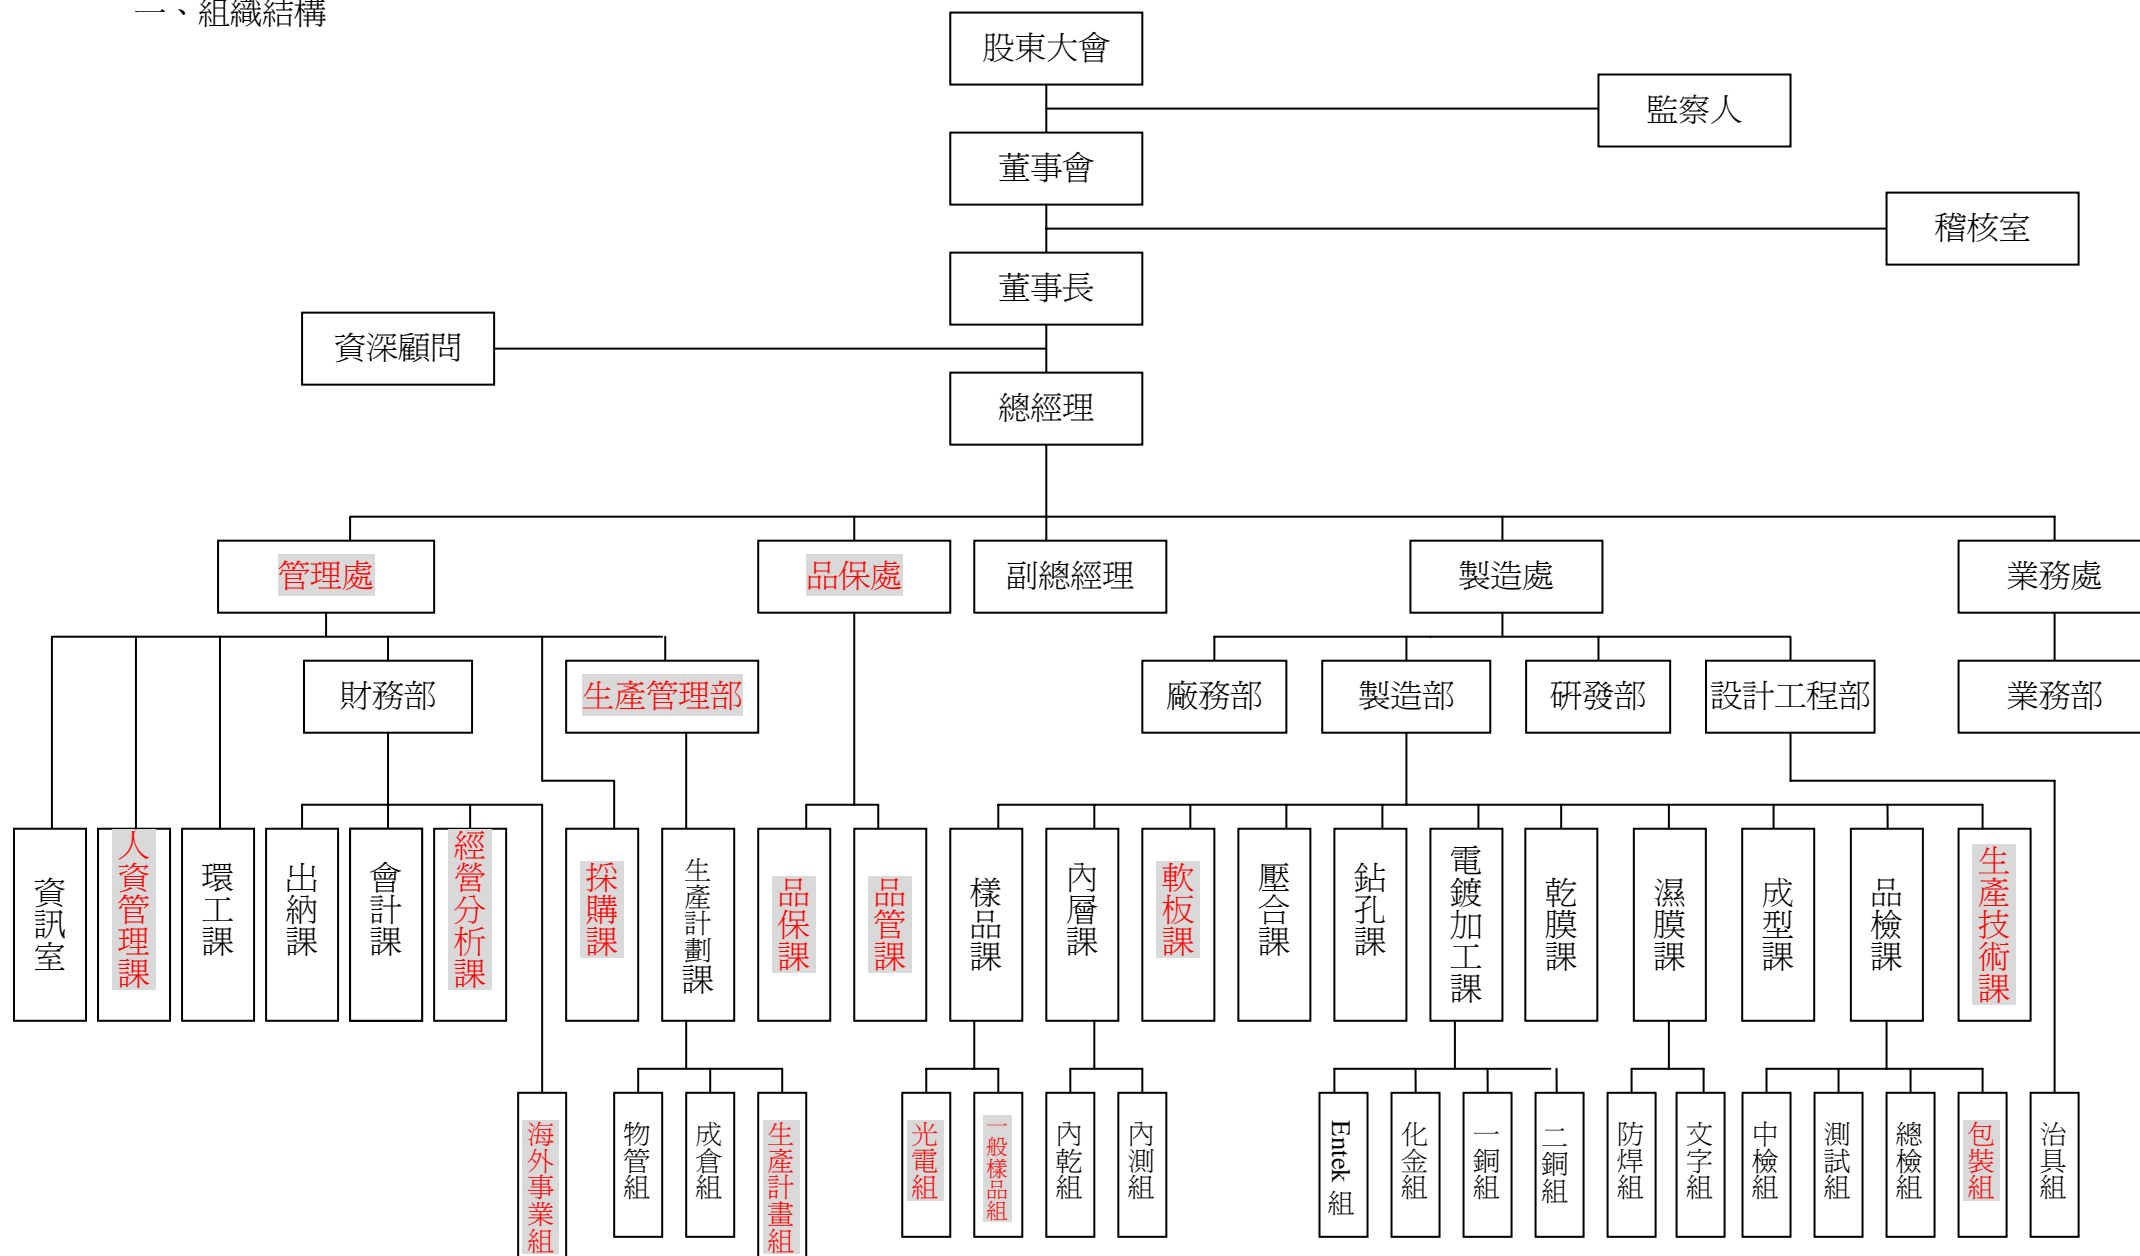 一、組織結構
股東大會
監察人
董事會
稽核室
董事長
資深顧問
總經理
管理處
品保處
副總經理
製造處
業務處
財務部
生產管理部
廠務部
製造部
研發部
設計工程部
業務部
資訊室
人資管理課
環工課
出納課
會計課
經營分析課
採購課
生產計劃課
品保課
品管課
樣品課
內層課
軟板課
壓合課
鉆孔課
電鍍加工課
乾膜課
濕膜課
成型課
品檢課
生產技術課
海外事業組
物管組
成倉組
生產計畫組
光電組
一般樣品組
內乾組
內測組
Entek 組
化金組
一銅組
二銅組
防焊組
文字組
中檢組
測試組
總檢組
包裝組
治具組